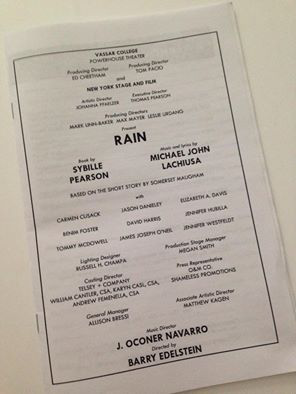 VASSAR COLLEGE
POWERHOUSE THEATER
Producing Director Producing Director
ED CHEETHAM TOM PACIO
and
NEW YORK STAGE AND FILM
Artistic Director Executive Director
JOHANNA PFAELZER THOMAS PEARSON
Producing Directors
MARK LINN-BAKER MAX MAYER LESLIE URDANG
Present
RAIN
Book by Music and lyrics by
SYBILLE MICHAEL JOHN
PEARSON LACHIUSA
BASED ON THE SHORT STORY BY SOMERSET MAUGHAM
with
CARMEN CUSACK JASON DANIELEY ELIZABETH A. DAVIS
BENIM FOSTER DAVID HARRIS JENNIFER HUBILLA
TOMMY MCDOWELL JAMES JOSEPH O'NEIL JENNIFER WESTFELDT
Lighting Designer Production Stage Manager
RUSSELL H. CHAMPA MEGAN SMITH
Casting Director Press Representative
TELSEY + COMPANY O&M CO.
WILLIAM CANTLER, CSA, KARYN CASL, CSA, SHAMELESS PROMOTIONS
ANDREW FEMENELLA, CSA
General Manager Associate Artistic Director
ALLISON BRESSI MATTHEW KAGEN
Music Director
J. OCONER NAVARRO
Directed by
BARRY EDELSTEIN